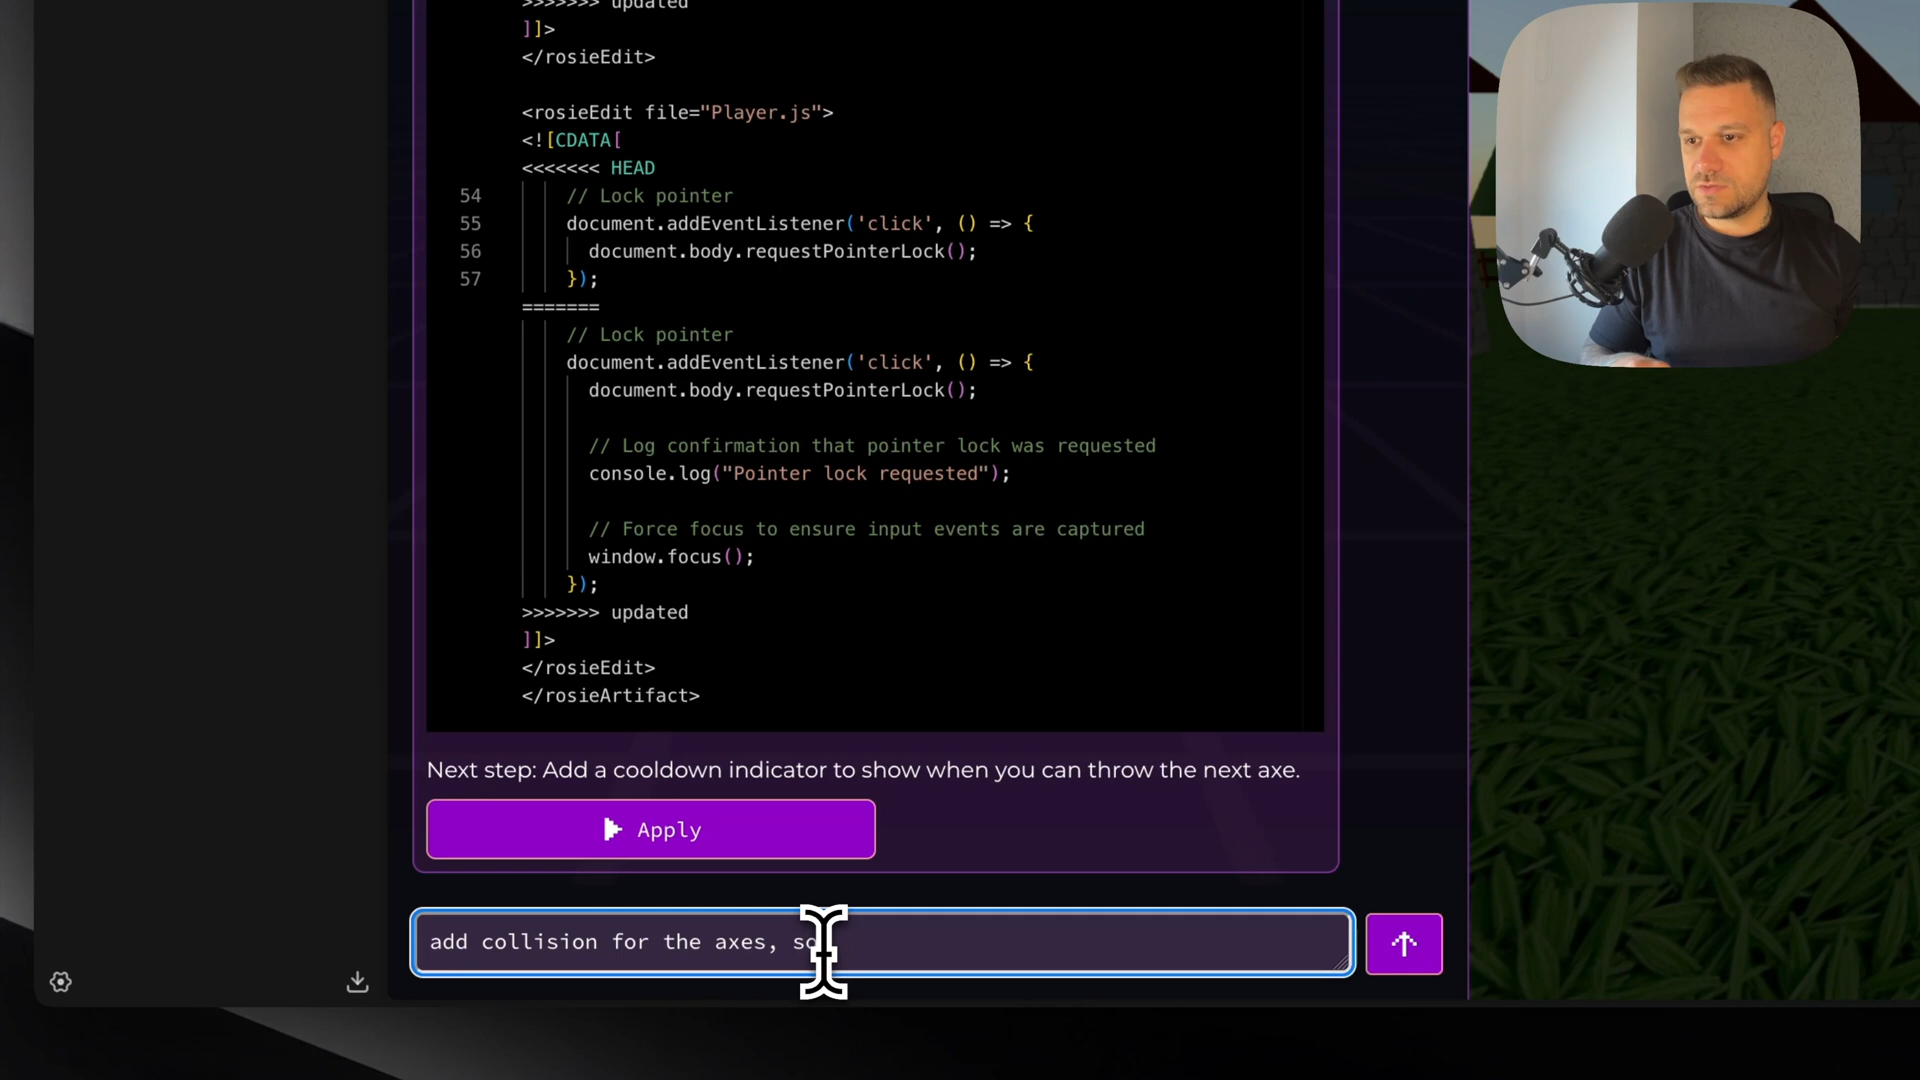 >>>>>>> updated
]]>
</rosieEdit>
<rosieEdit file="Player.js">
<![CDATA[
<<<<<<< HEAD
54 // Lock pointer
55 document.addEventListener('click', () => {
56 document.body.requestPointerLock();
57 });
=======
// Lock pointer
document.addEventListener('click', () => {
document.body.requestPointerLock();
// Log confirmation that pointer lock was requested
console.log("Pointer lock requested");
// Force focus to ensure input events are captured
window.focus();
});
>>>>>>> updated
]]>
</rosieEdit>
</rosieArtifact>
Next step: Add a cooldown indicator to show when you can throw the next axe.
Apply
add collision for the axes, so